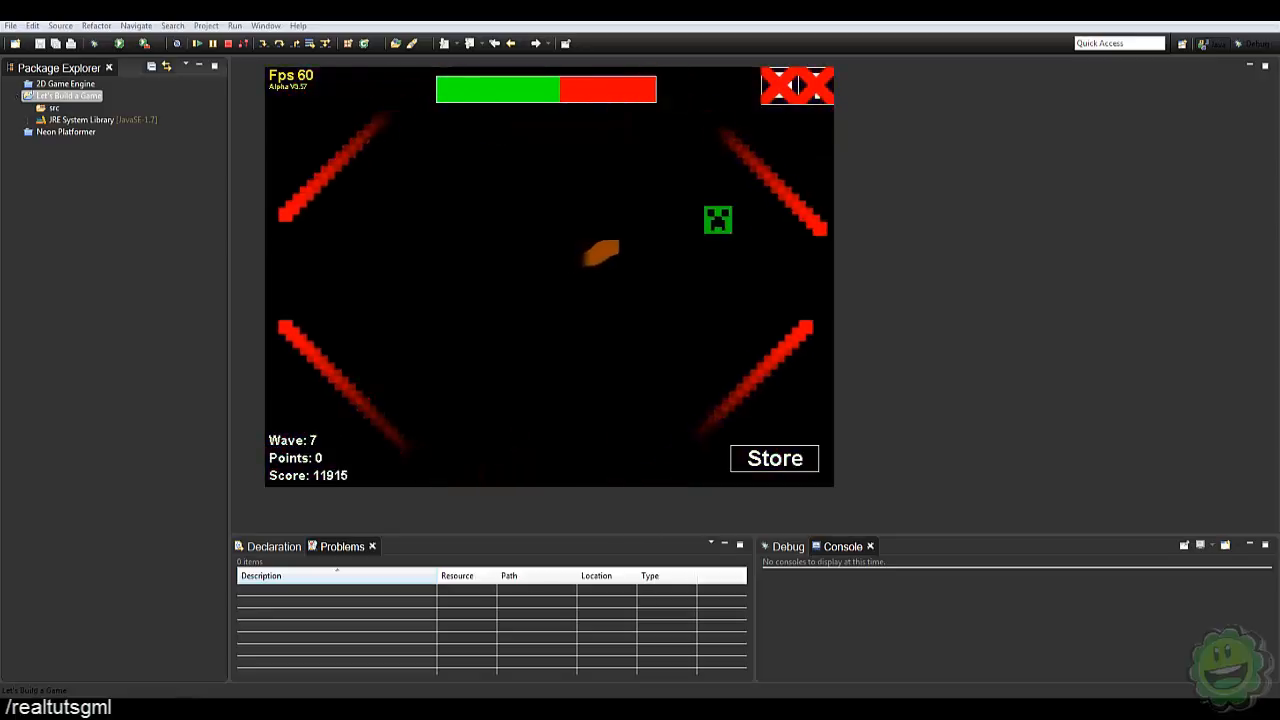 File Edit Source Refactor Navigate Search Project Run Window Help
Quick Access
Java
Debug
Package Explorer
2D Game Engine
Let's Build a Game
src
JRE System Library [JavaSE-1.7]
Neon Platformer
Fps 60
Alpha V3.57
Wave: 7
Points: 0
Score: 11915
Store
Declaration Problems
0 items
Description Resource Path Location Type
Debug Console
No consoles to display at this time.
Let's Build a Game
/realtutsgml